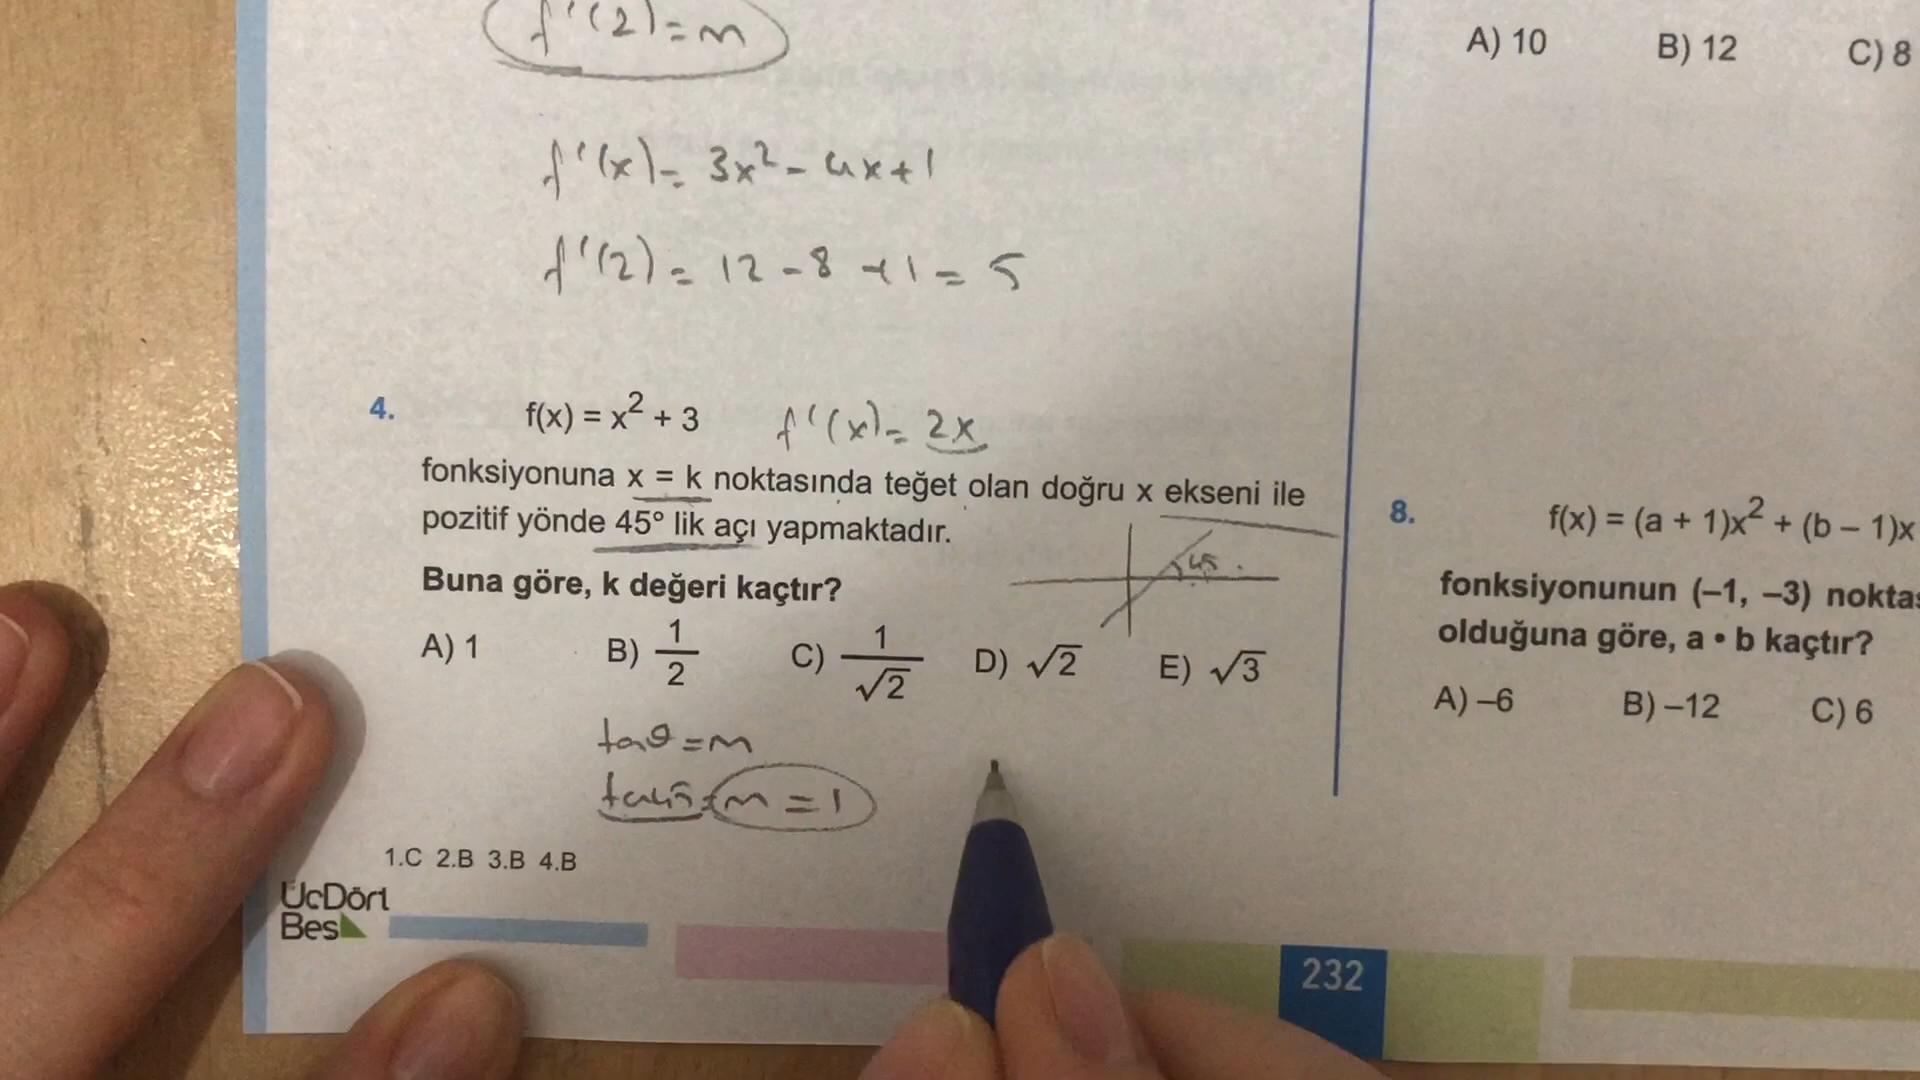 f'(2) = m
f'(x) = 3x² - 4x + 1
f'(2) = 12 - 8 + 1 = 5
4. f(x) = x² + 3 f'(x) = 2x
fonksiyonuna x = k noktasında teğet olan doğru x ekseni ile
pozitif yönde 45° lik açı yapmaktadır.
45
Buna göre, k değeri kaçtır?
A) 1 B) 1/2 C) 1/√2 D) √2 E) √3
tanθ = m
tan45 = m = 1
1.C 2.B 3.B 4.B
ÜcDört
Bes
232
A) 10 B) 12 C) 8
8. f(x) = (a + 1)x² + (b – 1)x
fonksiyonunun (–1, –3)
olduğuna göre, a • b kaçtır?
A) –6 B) –12 C) 6